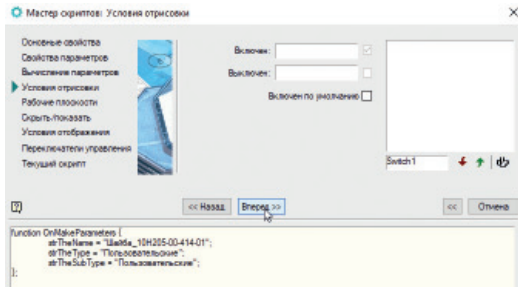 Мастер скриптов: Условия отрисовки
Основные свойства
Свойства параметров
Вычисление параметров
Условия отрисовки
Рабочие плоскости
Скрыть/показать
Условия отображения
Переключатели управления
Текущий скрипт
Включен:
Выключен:
Включен по умолчанию
Switch1
<< Назад
Вперед >>
<<
Отмена
function OnMakeParameters {
strTheName = "Шайба_10Н205-00-414-01";
strTheType = "Пользовательские";
strTheSubType = "Пользовательские";
};